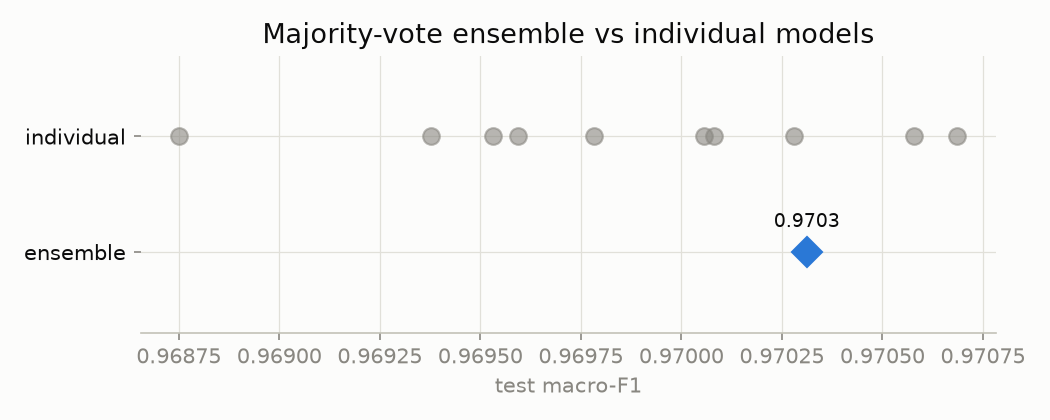 Majority-vote ensemble vs individual models
individual
0.9703
ensemble
0.96875 0.96900 0.96925 0.96950 0.96975 0.97000 0.97025 0.97050 0.97075
test macro-F1